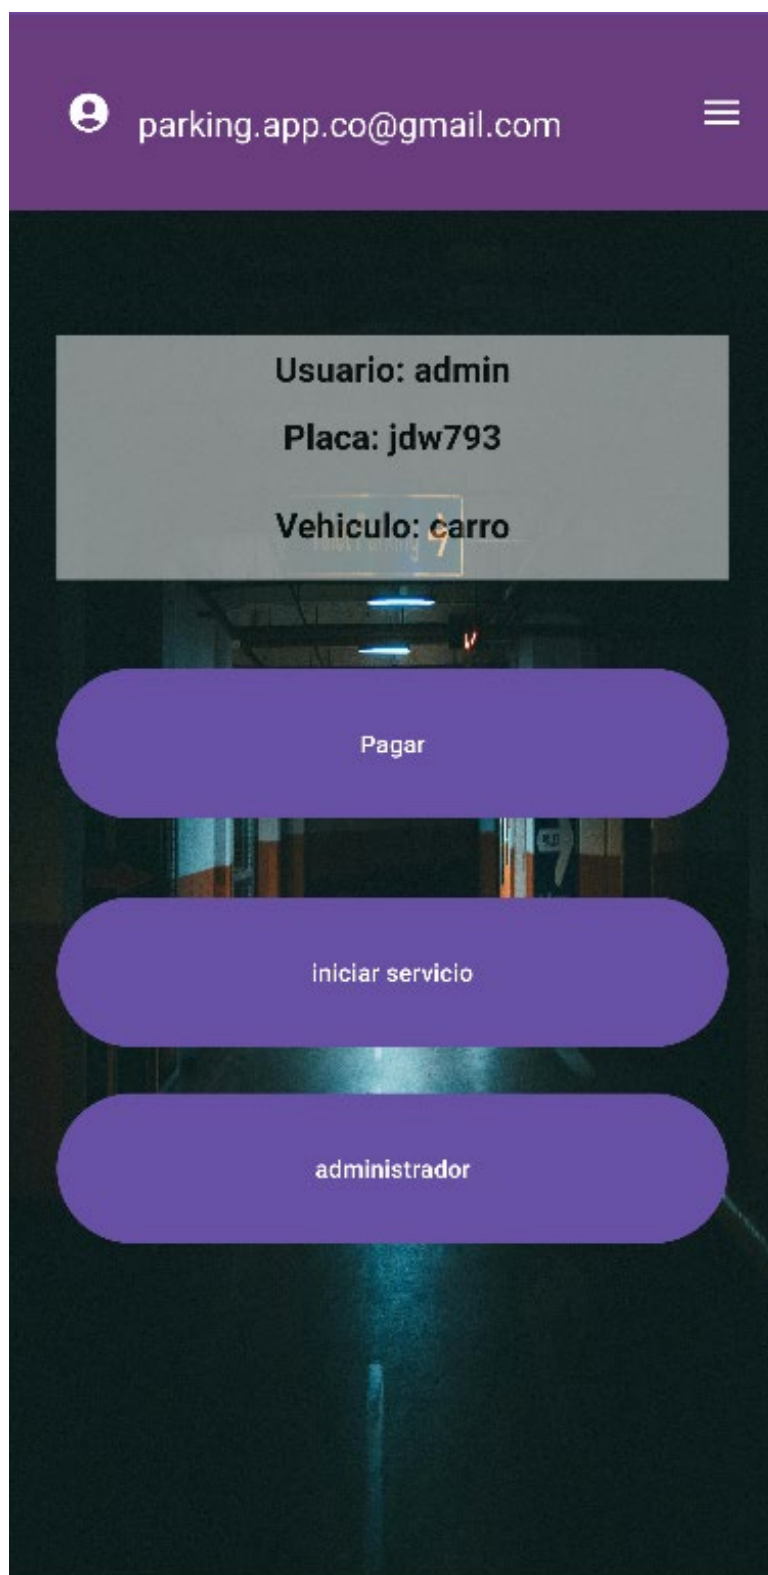 parking.app.co@gmail.com
Usuario: admin
Placa: jdw793
Vehiculo: carro
Pagar
iniciar servicio
administrador